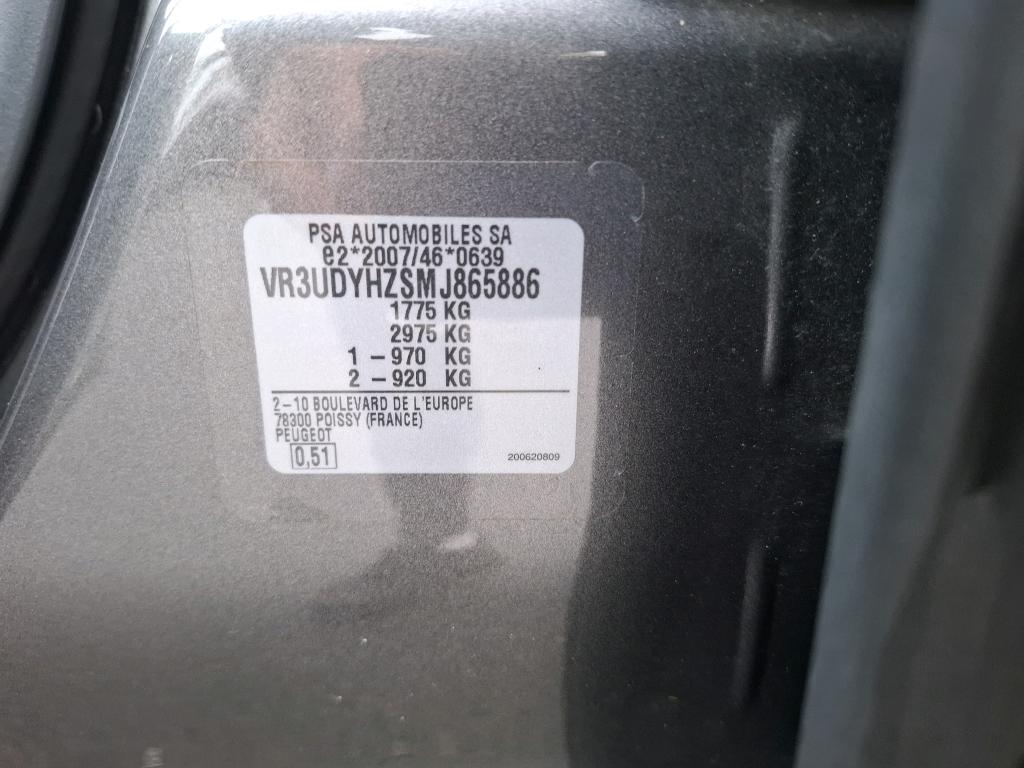 PSA AUTOMOBILES SA
e2*2007/46*0639
VR3UDYHZSMJ865886
1775 KG
2975 KG
1 – 970 KG
2 – 920 KG
2–10 BOULEVARD DE L'EUROPE
78300 POISSY (FRANCE)
PEUGEOT
0,51
200620809